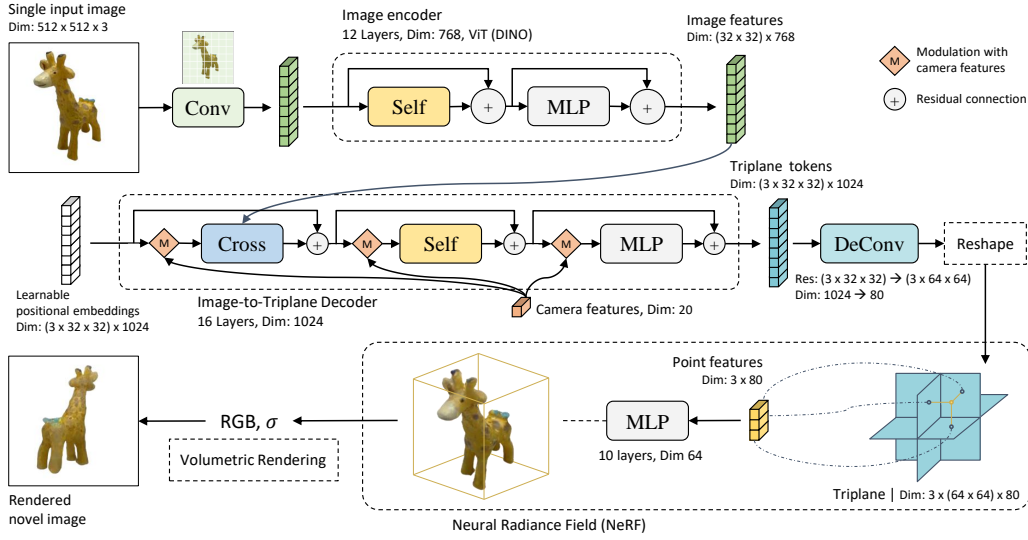 Single input image
Dim: 512 x 512 x 3
Conv
Image encoder
12 Layers, Dim: 768, ViT (DINO)
Self
+
MLP
+
Image features
Dim: (32 x 32) x 768
M
Modulation with
camera features
+
Residual connection
Learnable
positional embeddings
Dim: (3 x 32 x 32) x 1024
M
Cross
+
M
Self
+
M
MLP
+
Image-to-Triplane Decoder
16 Layers, Dim: 1024
Camera features, Dim: 20
Triplane tokens
Dim: (3 x 32 x 32) x 1024
DeConv
Res: (3 x 32 x 32) → (3 x 64 x 64)
Dim: 1024 → 80
Reshape
Rendered
novel image
RGB, σ
Volumetric Rendering
MLP
10 layers, Dim 64
Point features
Dim: 3 x 80
Triplane | Dim: 3 x (64 x 64) x 80
Neural Radiance Field (NeRF)